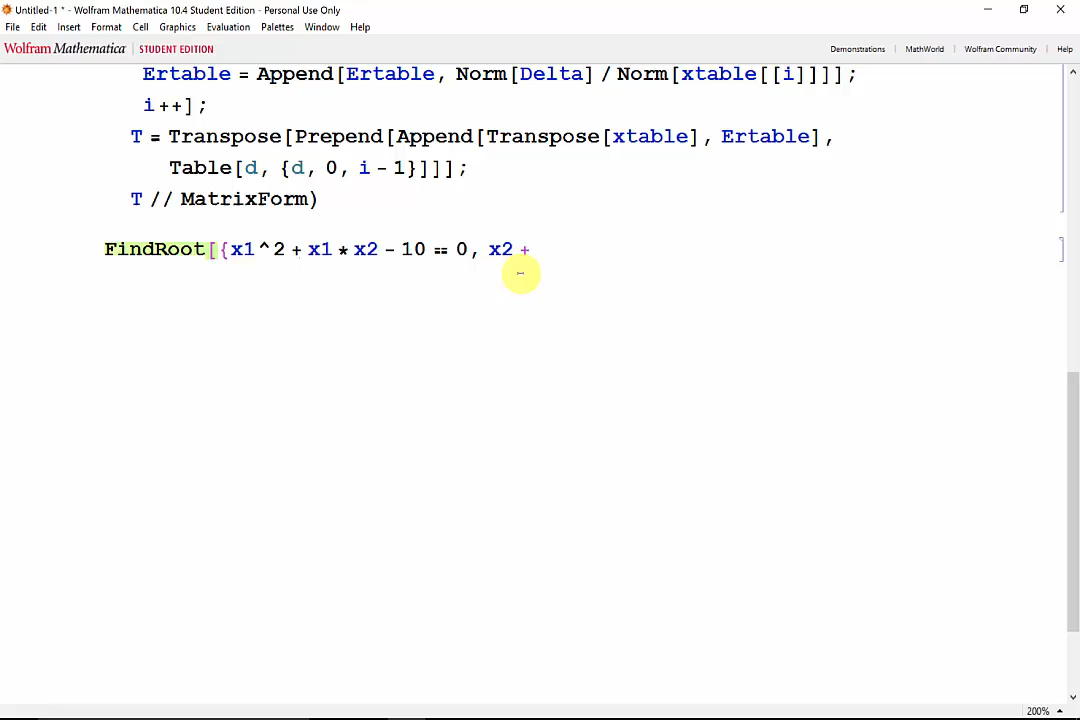 Untitled-1 * - Wolfram Mathematica 10.4 Student Edition - Personal Use Only
File Edit Insert Format Cell Graphics Evaluation Palettes Window Help
Wolfram Mathematica | STUDENT EDITION Demonstrations | MathWorld | Wolfram Community | Help
Ertable = Append[Ertable, Norm[Delta] / Norm[xtable[[i]]]];
i++];
T = Transpose[Prepend[Append[Transpose[xtable], Ertable],
Table[d, {d, 0, i - 1}]]];
T // MatrixForm)
FindRoot[{x1^2 + x1 * x2 - 10 == 0, x2 +
200%